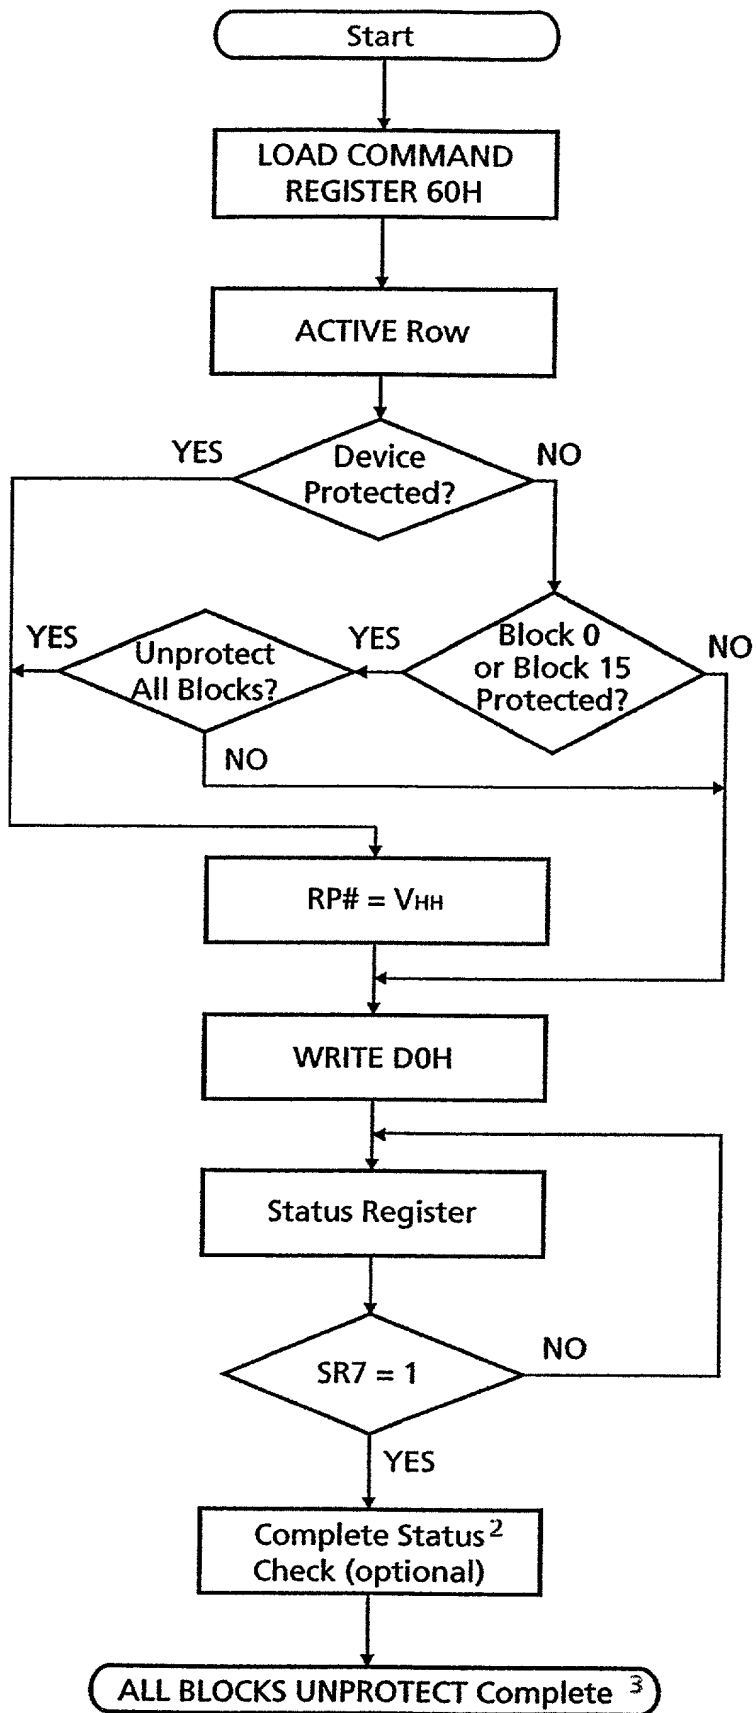 Start
LOAD COMMAND
REGISTER 60H
ACTIVE Row
YES
Device
Protected?
NO
YES
Unprotect
All Blocks?
YES
Block 0
or Block 15
Protected?
NO
NO
RP# = VHH
WRITE D0H
Status Register
SR7 = 1
NO
YES
Complete Status 2
Check (optional)
ALL BLOCKS UNPROTECT Complete 3